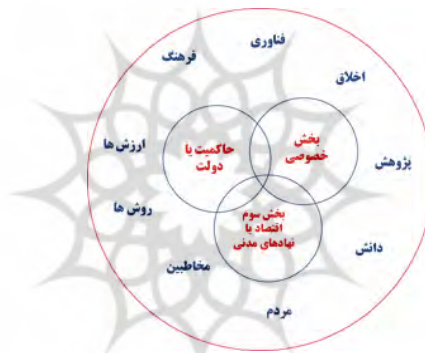 فناوری
فرهنگ
اخلاق
ارزش ها
حاکمیت یا
دولت
بخش
خصوصی
پژوهش
روش ها
بخش سوم
اقتصاد یا
نهادهای مدنی
مخاطبین
دانش
مردم